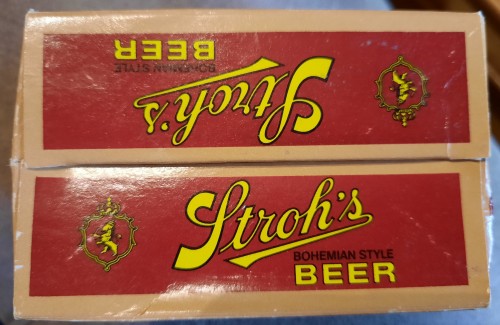 Stroh's
BOHEMIAN STYLE
BEER
Stroh's
BOHEMIAN STYLE
BEER